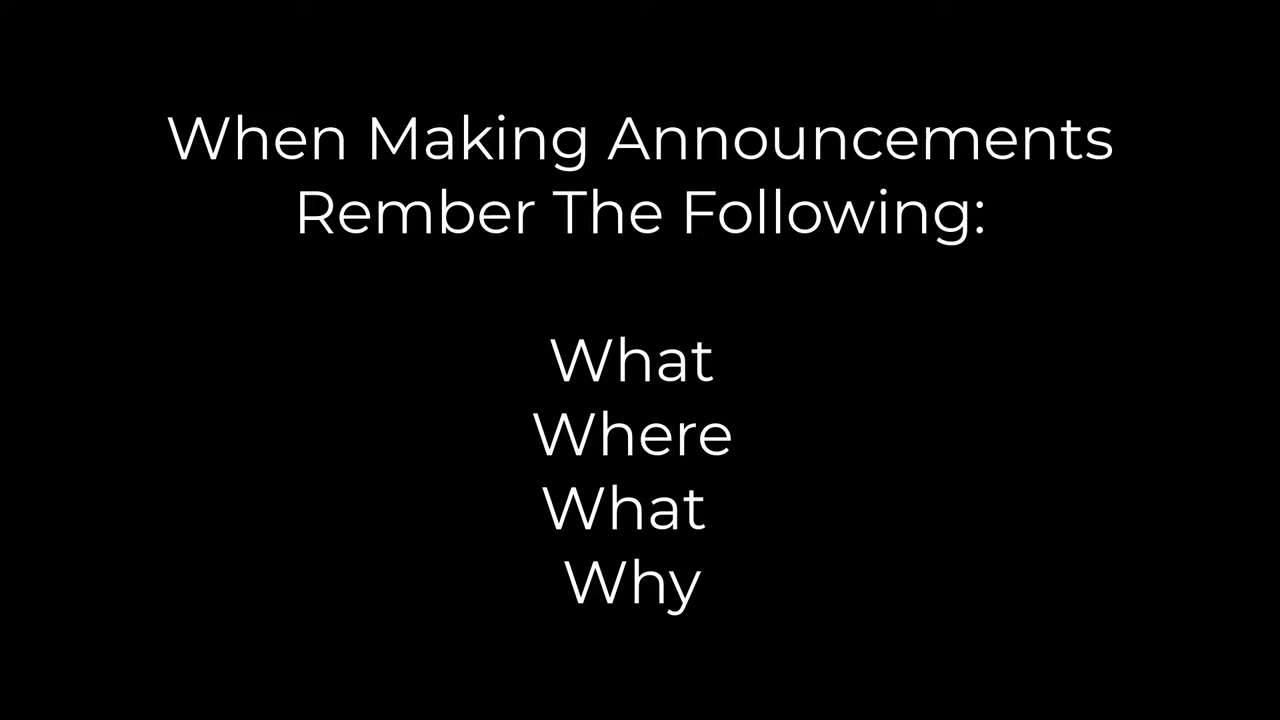 When Making Announcements
Rember The Following:
What
Where
What
Why